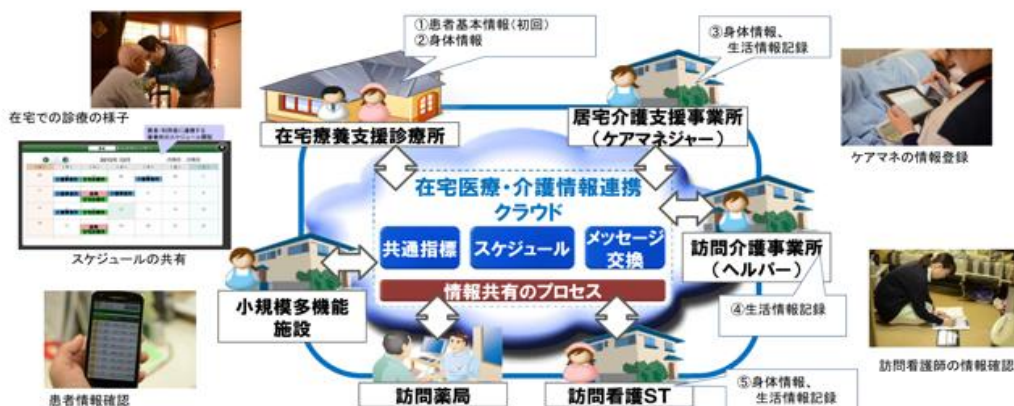 ①患者基本情報(初回)
②身体情報
③身体情報、
生活情報記録
在宅での診療の様子
在宅療養支援診療所
居宅介護支援事業所
(ケアマネジャー)
ケアマネの情報登録
在宅医療・介護情報連携
クラウド
共通指標
スケジュール
メッセージ
交換
情報共有のプロセス
スケジュールの共有
小規模多機能
施設
訪問介護事業所
(ヘルパー)
④生活情報記録
訪問看護師の情報確認
患者情報確認
訪問薬局
訪問看護ST
⑤身体情報、
生活情報記録